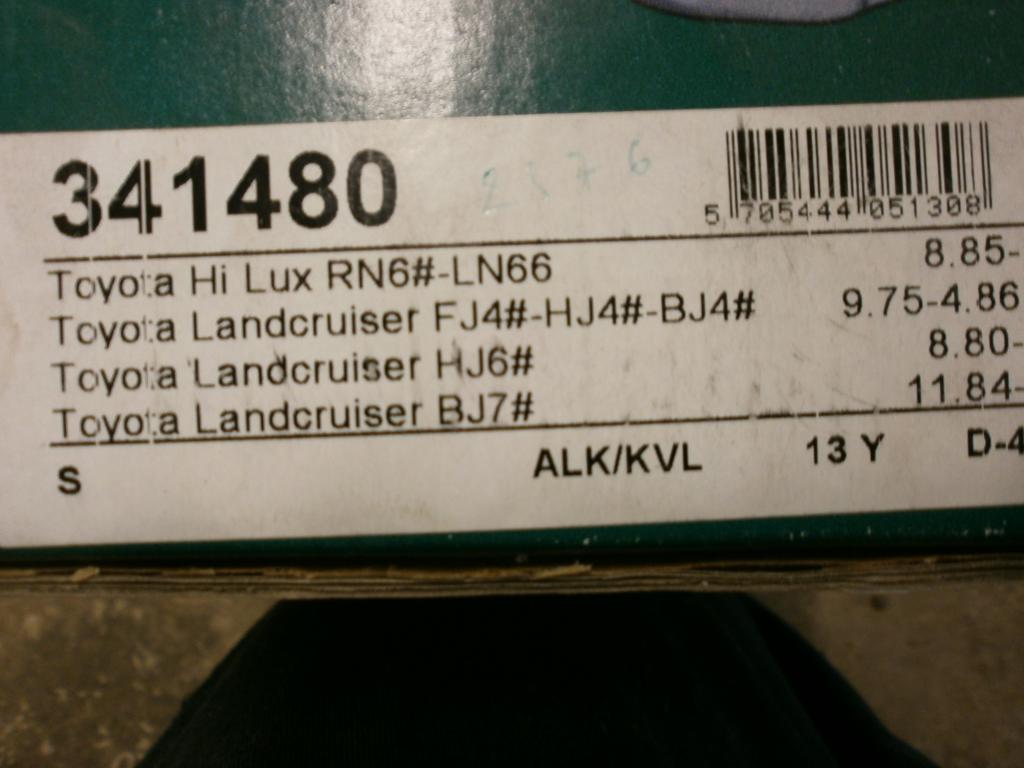 341480
5 705444 051308
Toyota Hi Lux RN6#-LN66 8.85-
Toyota Landcruiser FJ4#-HJ4#-BJ4# 9.75-4.86
Toyota Landcruiser HJ6# 8.80-
Toyota Landcruiser BJ7# 11.84-
S ALK/KVL 13 Y D-4